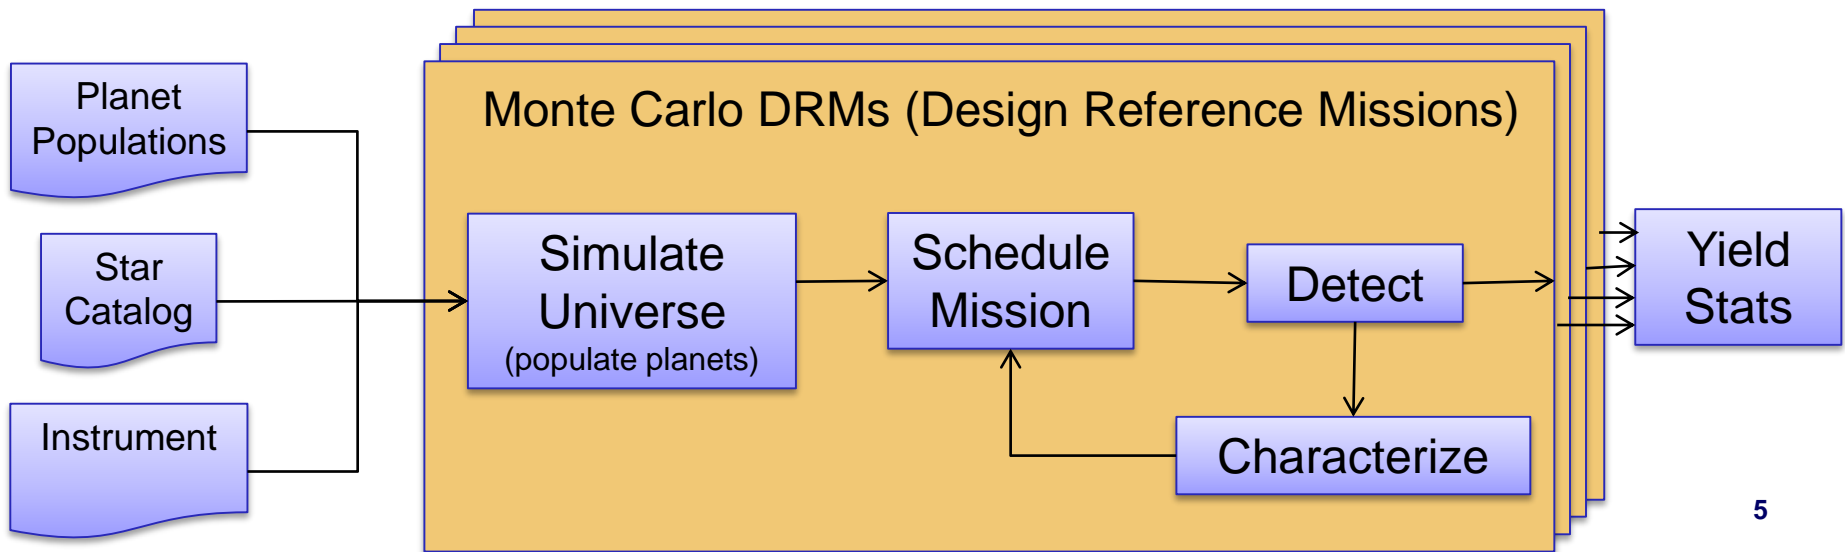 Planet
Populations
Star
Catalog
Instrument
Monte Carlo DRMs (Design Reference Missions)
Simulate
Universe
(populate planets)
Schedule
Mission
Detect
Characterize
Yield
Stats
5